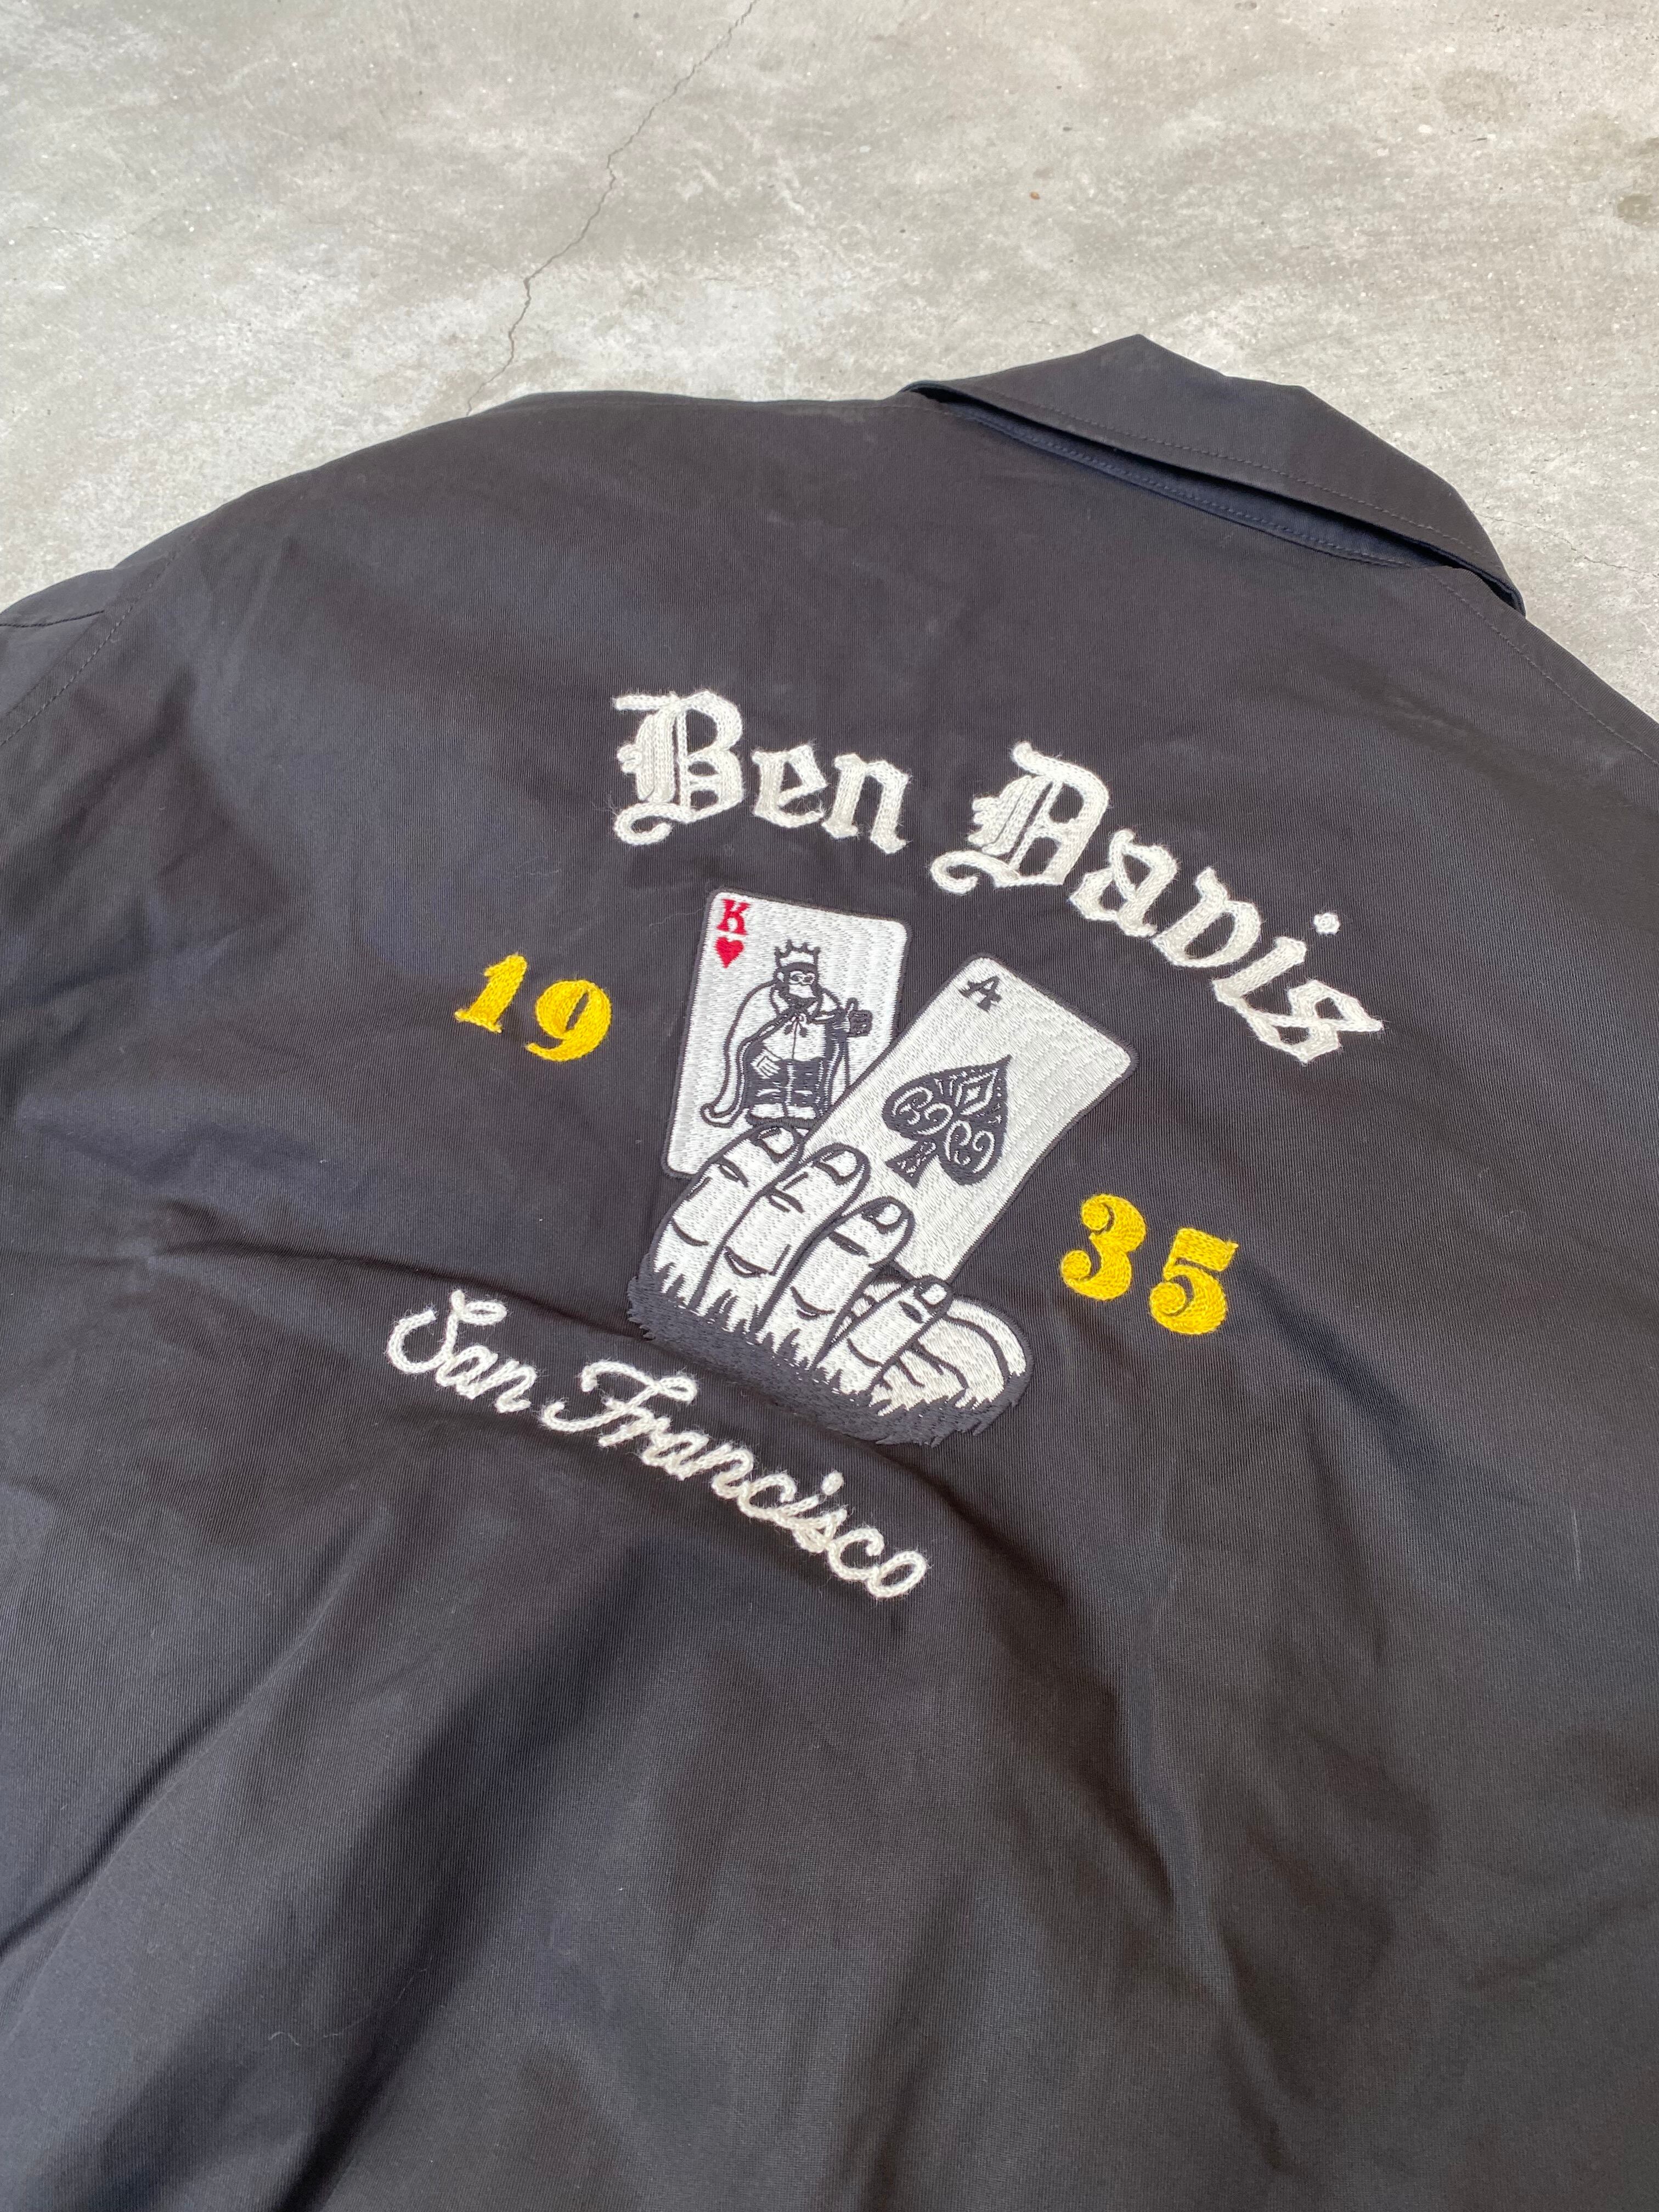 Ben Davis
K
A
19 35
San Francisco